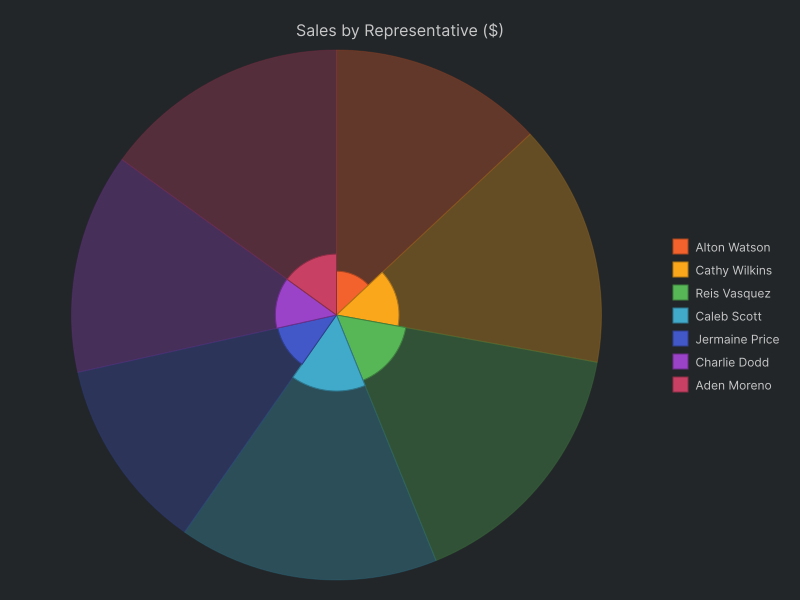 Sales by Representative ($)
Alton Watson
Cathy Wilkins
Reis Vasquez
Caleb Scott
Jermaine Price
Charlie Dodd
Aden Moreno